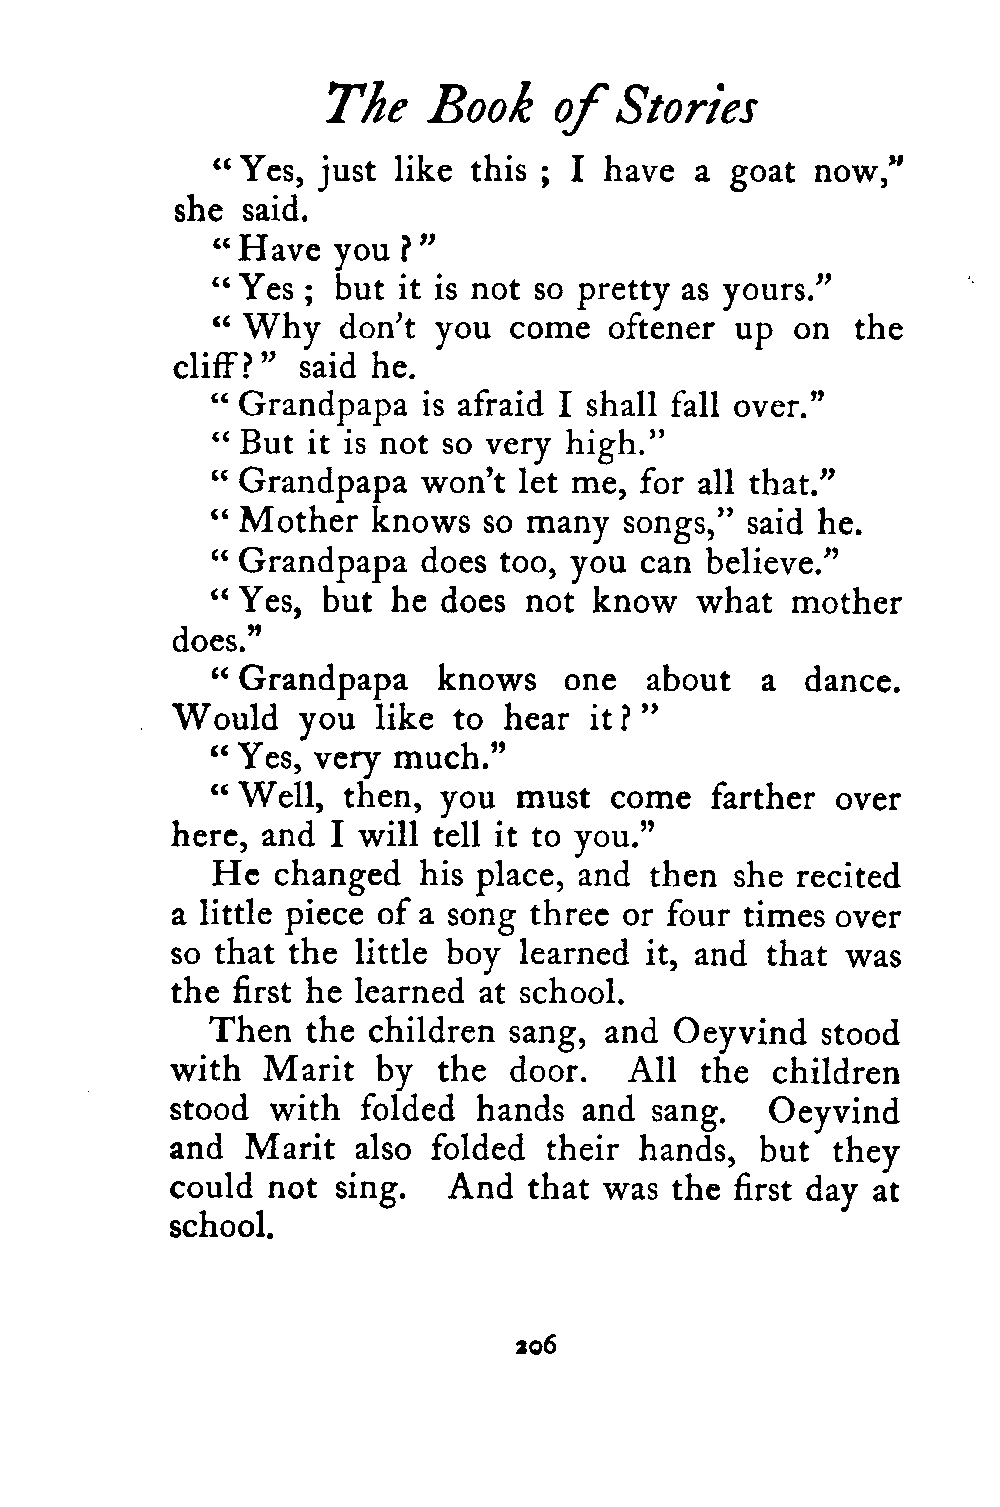 The Book of Stories
“ Yes, just like this ; I have a goat now,”
she said.
“ Have you ? ”
“ Yes ; but it is not so pretty as yours.”
“ Why don’t you come oftener up on the
cliff? ” said he.
“ Grandpapa is afraid I shall fall over.”
“ But it is not so very high.”
“ Grandpapa won’t let me, for all that.”
“ Mother knows so many songs,” said he.
“ Grandpapa does too, you can believe.”
“ Yes, but he does not know what mother
does.”
“ Grandpapa knows one about a dance.
Would you like to hear it? ”
“ Yes, very much.”
“ Well, then, you must come farther over
here, and I will tell it to you.”
He changed his place, and then she recited
a little piece of a song three or four times over
so that the little boy learned it, and that was
the first he learned at school.
Then the children sang, and Oeyvind stood
with Marit by the door. All the children
stood with folded hands and sang. Oeyvind
and Marit also folded their hands, but they
could not sing. And that was the first day at
school.
206